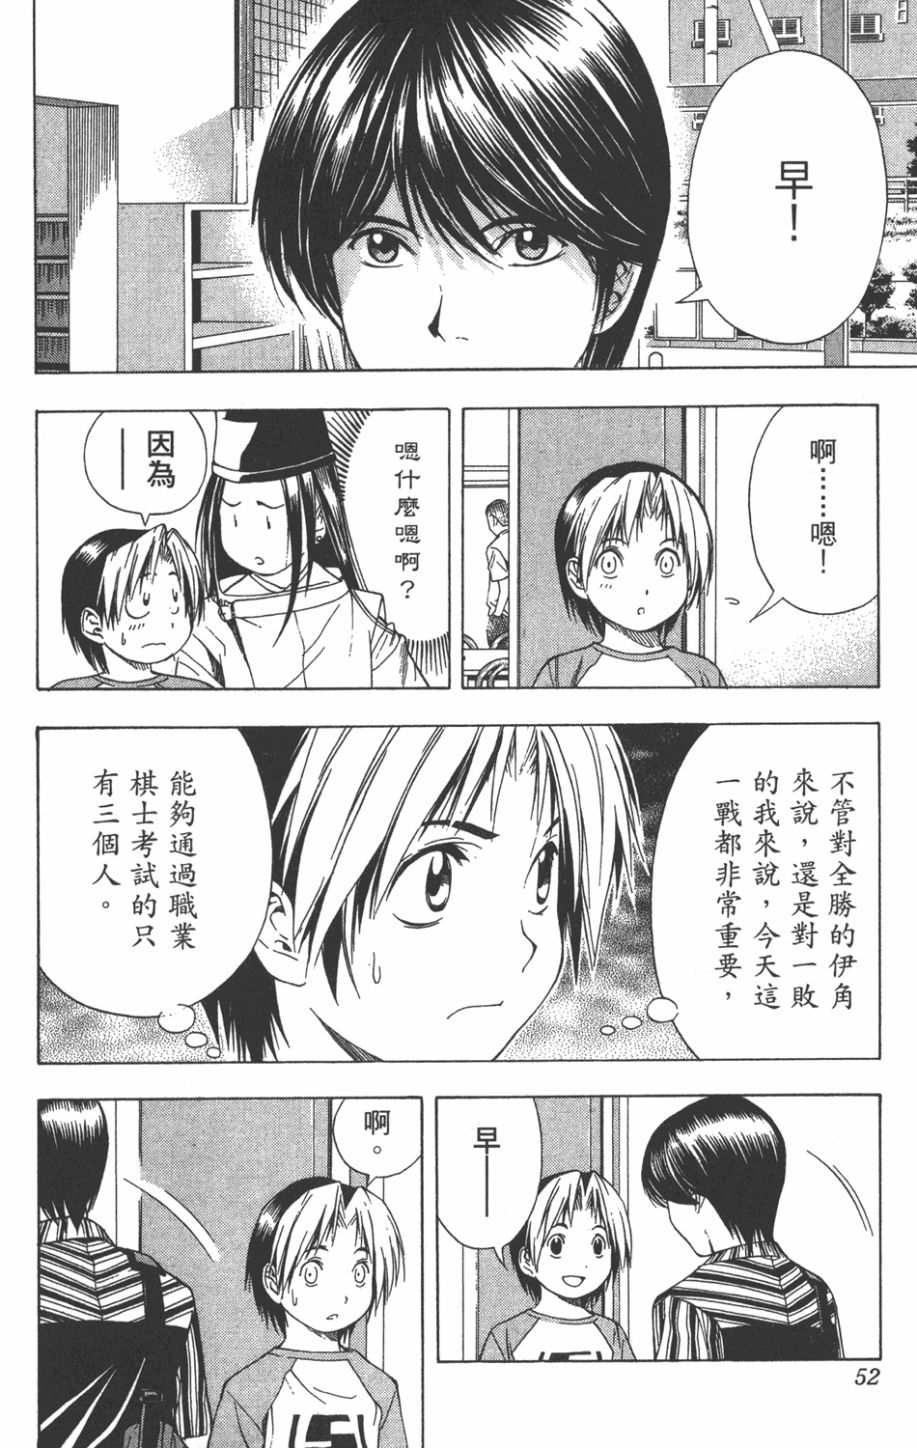 早！
啊……嗯！
嗯什麼嗯啊？
因為——
不管對全勝的伊角
來說，還是對一敗
的我來說，今天這
一戰都非常重要，
能夠通過職業
棋士考試的只
有三個人。
早——
啊。
52